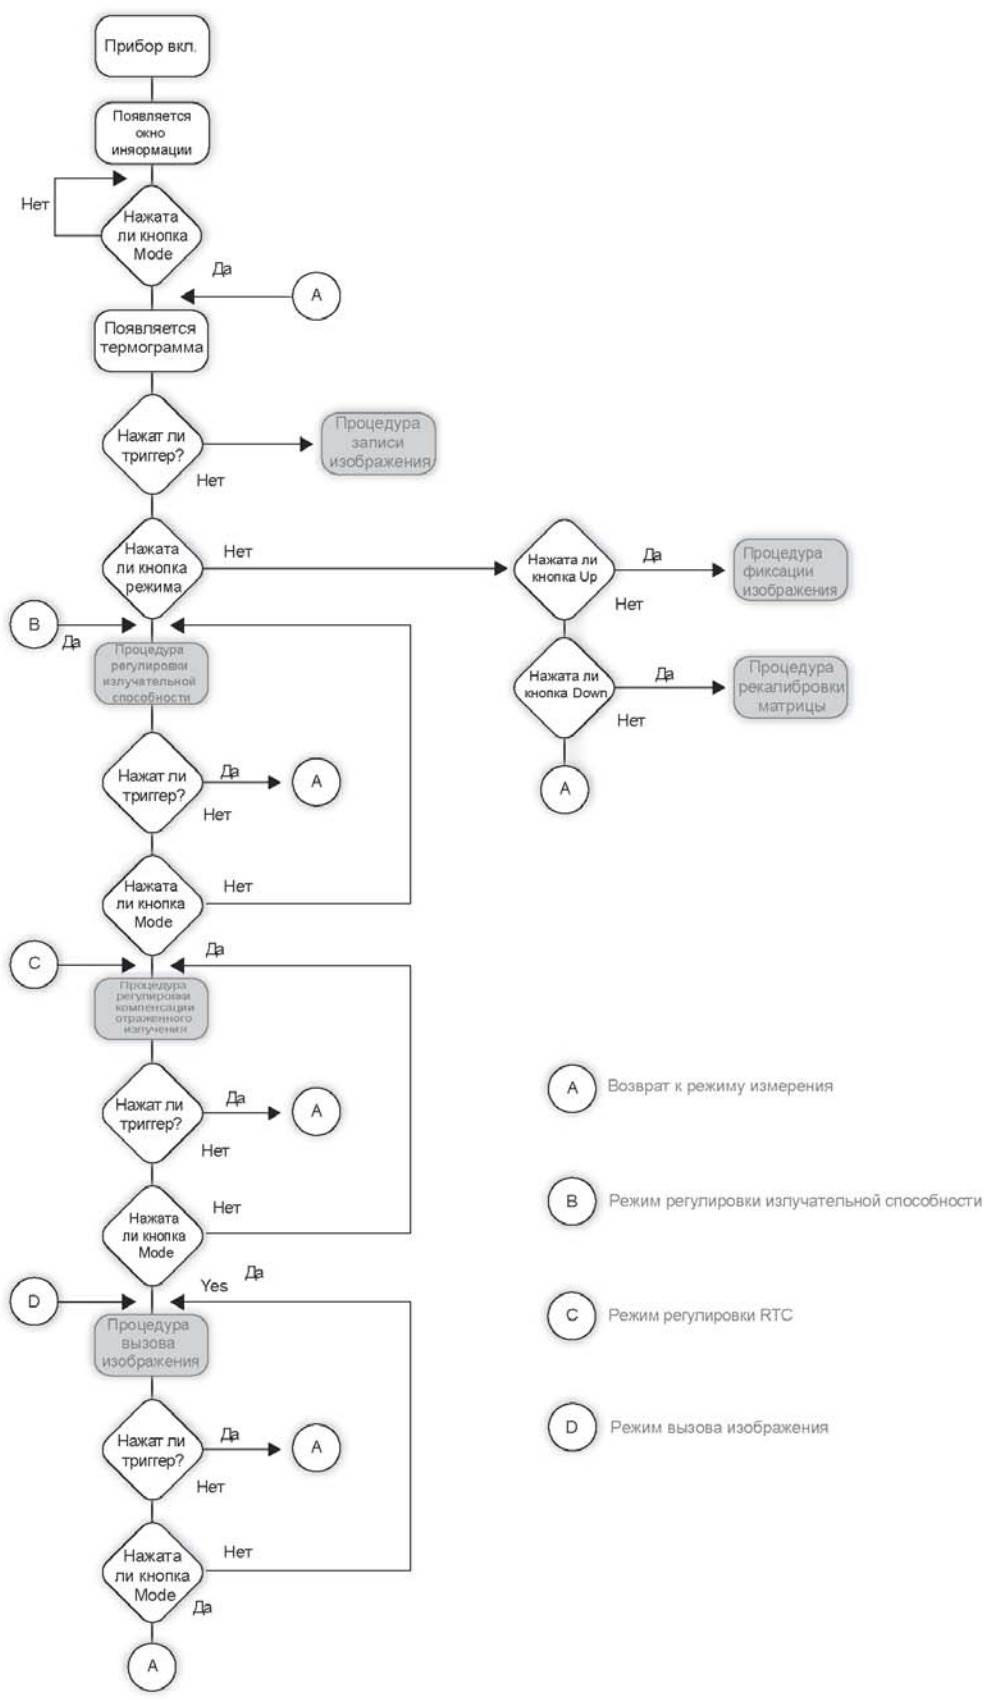 Прибор вкл.
Появляется
окно
иняормации
Нет
Нажата
ли кнопка
Mode
Да
A
Появляется
термограмма
Нажат ли
триггер?
Процедура
записи
изображения
Нет
Нажата
ли кнопка
режима
Нет
Нажата ли
кнопка Up
Да
Процедура
фиксации
изображения
Нет
B
Да
Процедура
регулировки
излучательной
способности
Нажата ли
кнопка Down
Да
Процедура
рекалибровки
матрицы
Нет
A
Нажат ли
триггер?
Да
A
Нет
Нажата
ли кнопка
Mode
Нет
Да
C
Процедура
регулировки
компенсации
отраженного
излучения
Нажат ли
триггер?
Да
A
Нет
Нажата
ли кнопка
Mode
Нет
Yes
Да
D
Процедура
вызова
изображения
Нажат ли
триггер?
Да
A
Нет
Нажата
ли кнопка
Mode
Нет
Да
A
A Возврат к режиму измерения
B Режим регулировки излучательной способности
C Режим регулировки RTC
D Режим вызова изображения